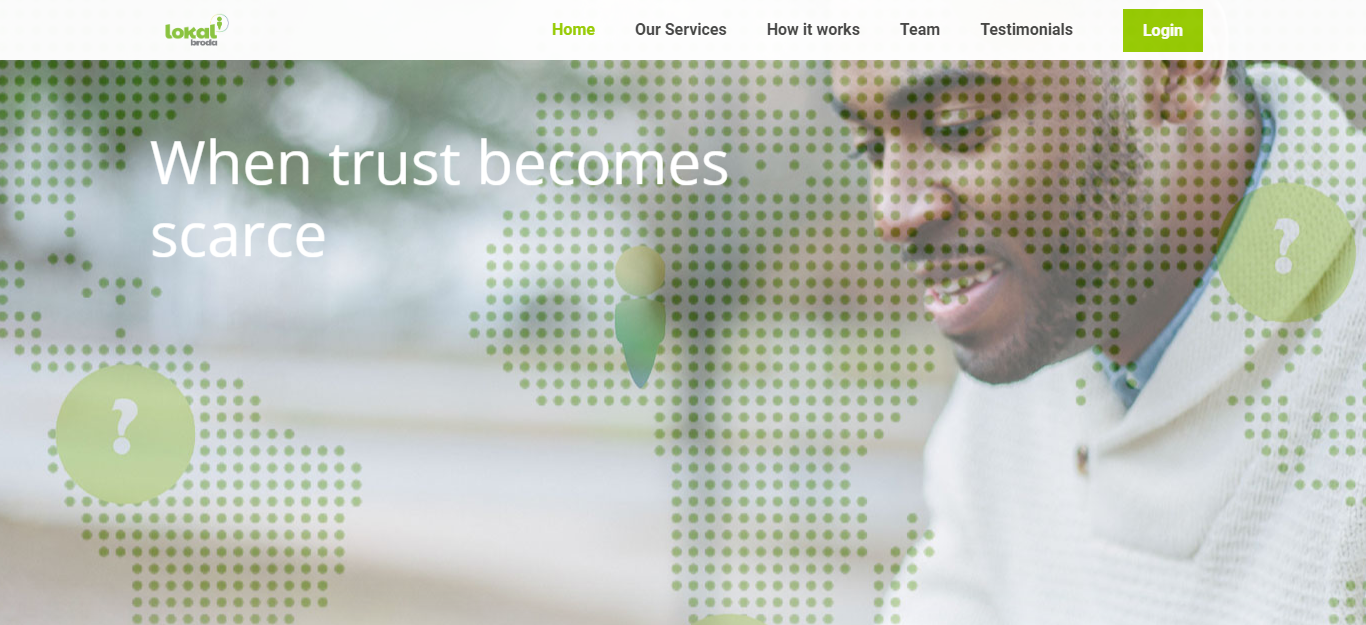 lokal
broda
Home
Our Services
How it works
Team
Testimonials
Login
When trust becomes
scarce
?
?